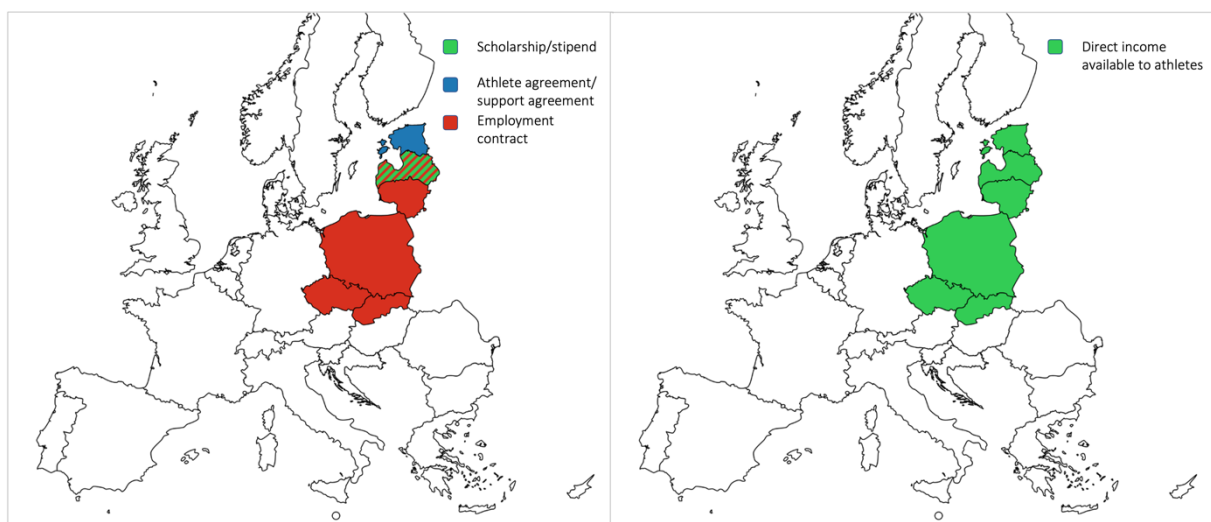 Scholarship/stipend
Athlete agreement/
support agreement
Employment
contract
Direct income
available to athletes